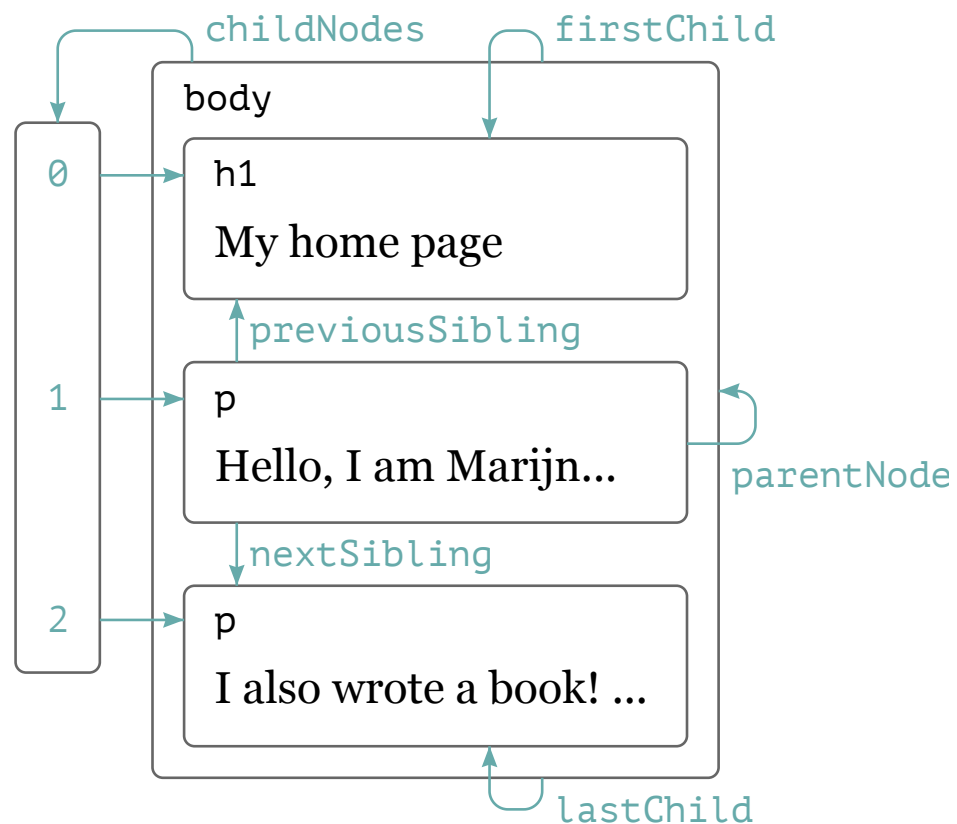 childNodes firstChild
body
0 h1
My home page
previousSibling
1 p
Hello, I am Marijn...
parentNode
nextSibling
2 p
I also wrote a book! ...
lastChild